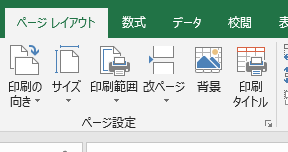 ページ レイアウト 数式 データ 校閲
印刷の
向き
サイズ
印刷範囲
改ページ
背景
印刷
タイトル
ページ設定